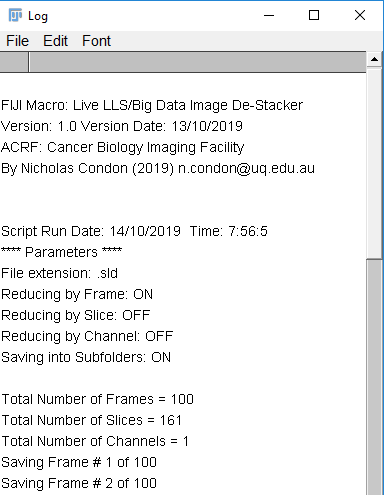 Log
File Edit Font
FIJI Macro: Live LLS/Big Data Image De-Stacker
Version: 1.0 Version Date: 13/10/2019
ACRF: Cancer Biology Imaging Facility
By Nicholas Condon (2019) n.condon@uq.edu.au
Script Run Date: 14/10/2019 Time: 7:56:5
**** Parameters ****
File extension: .sld
Reducing by Frame: ON
Reducing by Slice: OFF
Reducing by Channel: OFF
Saving into Subfolders: ON
Total Number of Frames = 100
Total Number of Slices = 161
Total Number of Channels = 1
Saving Frame # 1 of 100
Saving Frame # 2 of 100